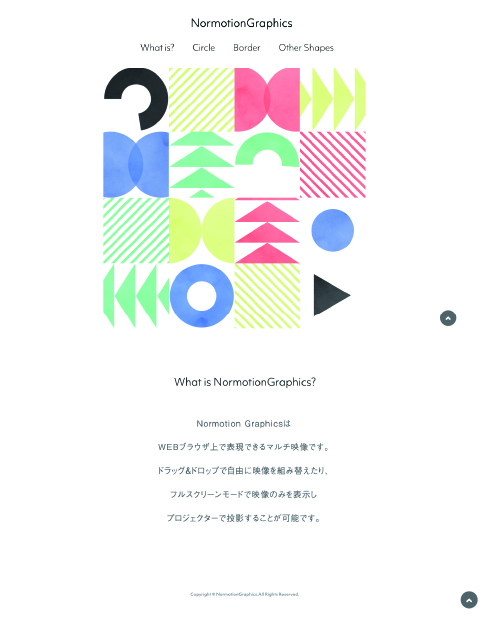 NormotionGraphics
What is? Circle Border Other Shapes
What is NormotionGraphics?
Normotion Graphicsは
WEBブラウザ上で表現できるマルチ映像です。
ドラッグ&ドロップで自由に映像を組み替えたり、
フルスクリーンモードで映像のみを表示し
プロジェクターで投影することが可能です。
Copyright © NormotionGraphics All Rights Reserved.